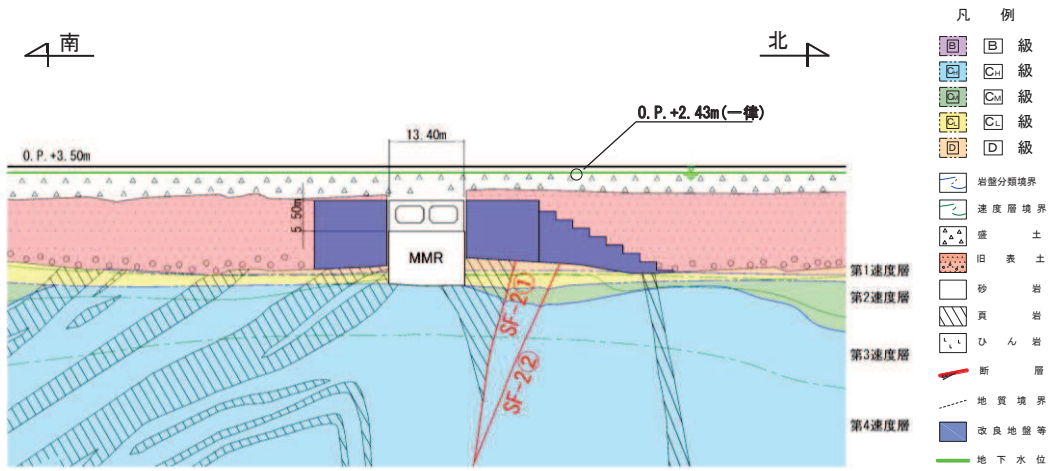 南
北
O.P.+2.43m(一律)
13.40m
O.P.+3.50m
5.50m
MMR
SF-2①
SF-2②
第1速度層
第2速度層
第3速度層
第4速度層
凡 例
B B 級
CH CH 級
CM CM 級
CL CL 級
D D 級
岩盤分類境界
速度層境界
盛 土
旧 表 土
砂 岩
頁 岩
ひ ん 岩
断 層
地 質 境 界
改 良 地 盤 等
地 下 水 位